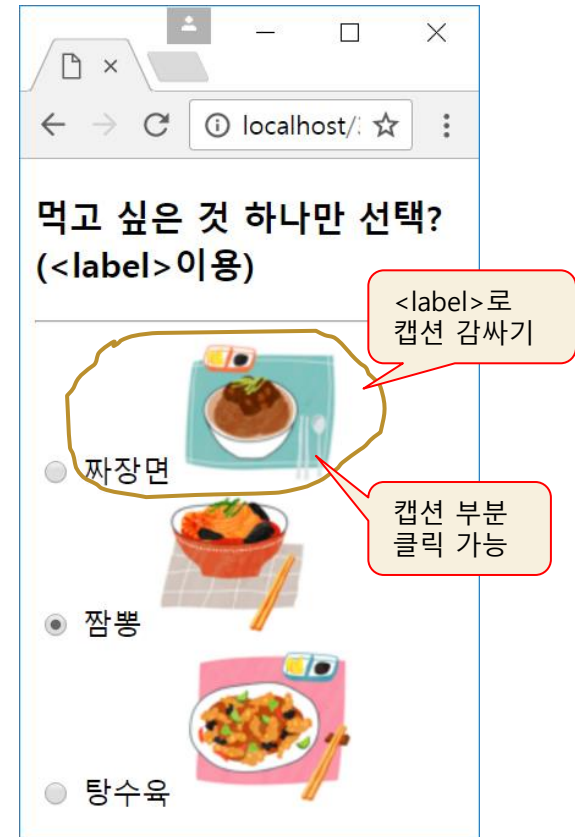 localhost/
먹고 싶은 것 하나만 선택?
(<label>이용)
<label>로
캡션 감싸기
짜장면
캡션 부분
클릭 가능
짬뽕
탕수육